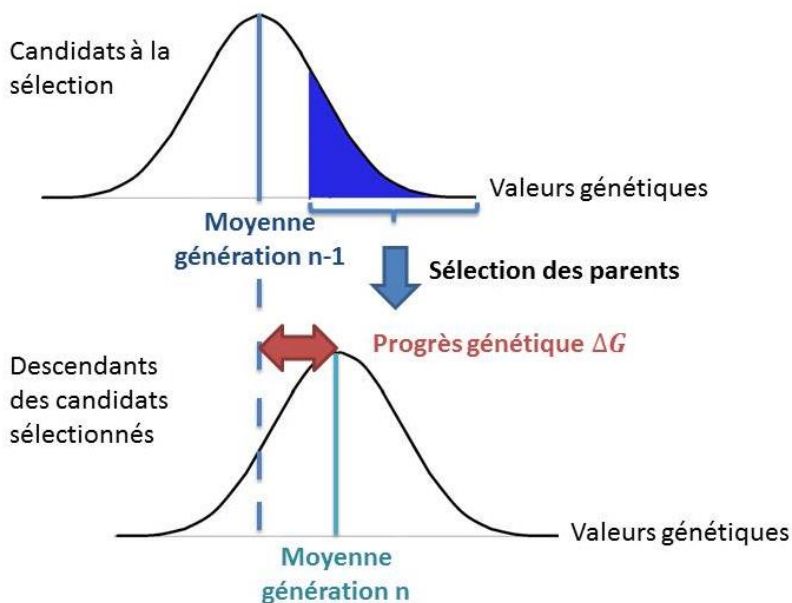 Candidats à la
sélection
Valeurs génétiques
Moyenne
génération n-1
Sélection des parents
Progrès génétique ΔG
Descendants
des candidats
sélectionnés
Valeurs génétiques
Moyenne
génération n